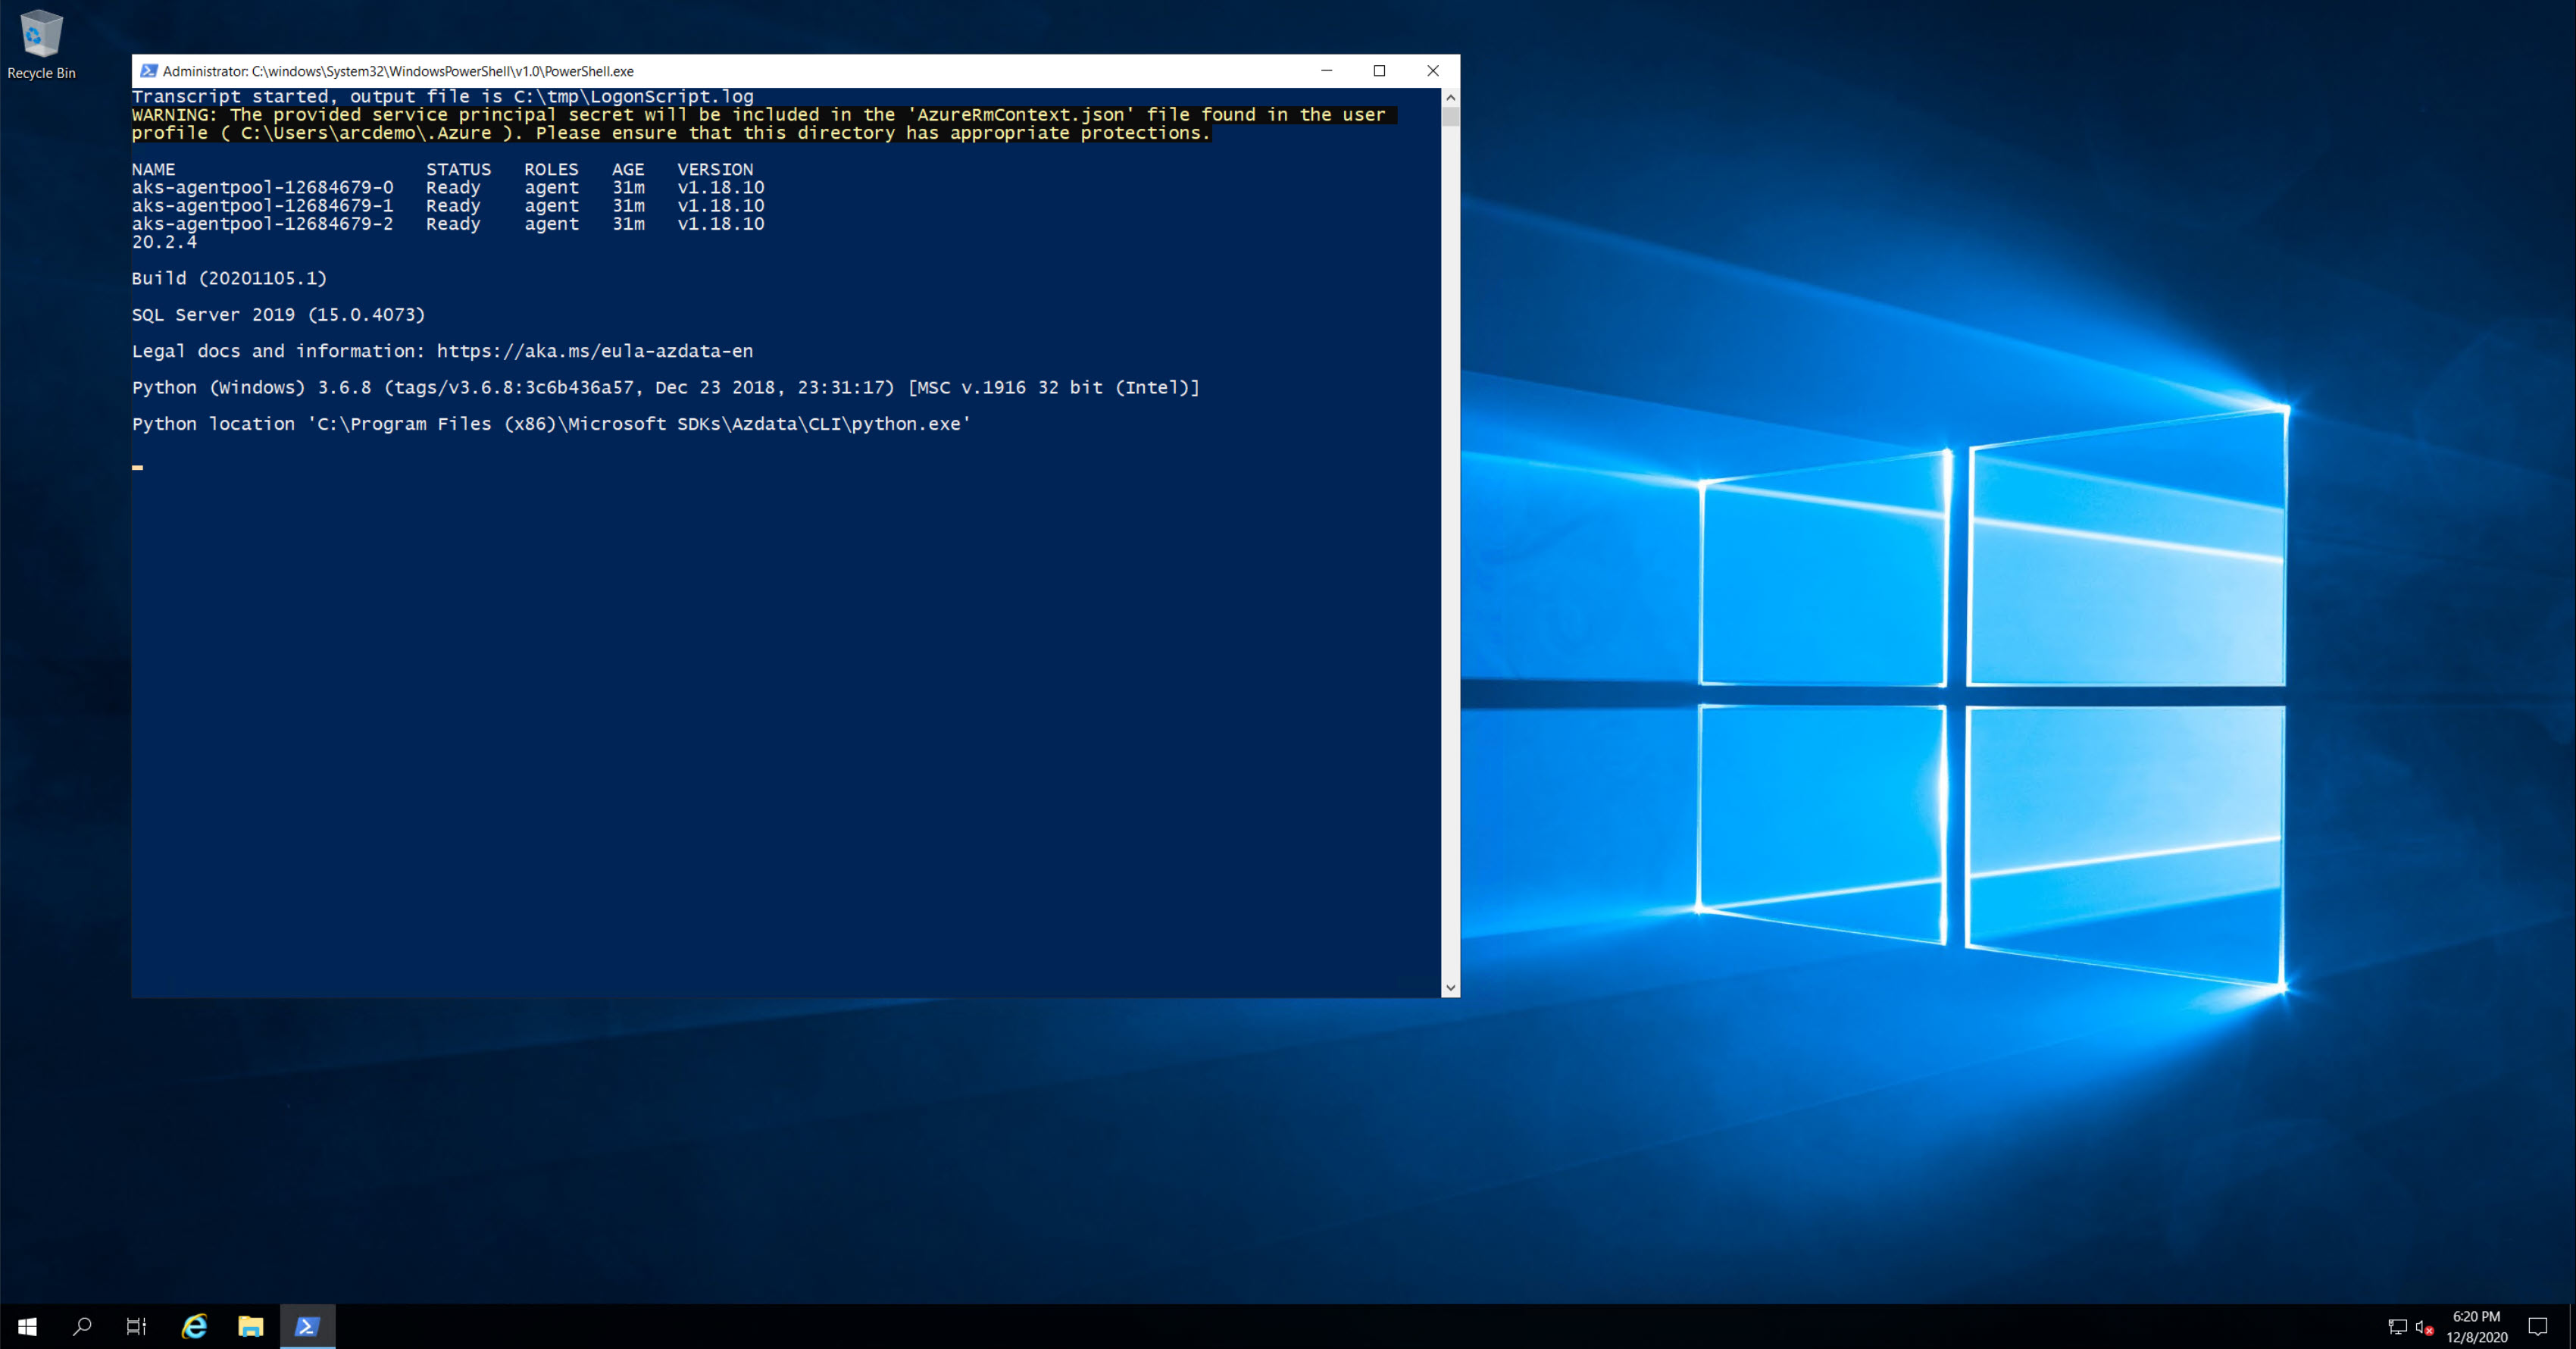 Recycle Bin
Administrator: C:\windows\System32\WindowsPowerShell\v1.0\PowerShell.exe
Transcript started, output file is C:\tmp\LogonScript.log
WARNING: The provided service principal secret will be included in the 'AzureRmContext.json' file found in the user
profile ( C:\Users\arcdemo\.Azure ). Please ensure that this directory has appropriate protections.
NAME STATUS ROLES AGE VERSION
aks-agentpool-12684679-0 Ready agent 31m v1.18.10
aks-agentpool-12684679-1 Ready agent 31m v1.18.10
aks-agentpool-12684679-2 Ready agent 31m v1.18.10
20.2.4
Build (20201105.1)
SQL Server 2019 (15.0.4073)
Legal docs and information: https://aka.ms/eula-azdata-en
Python (Windows) 3.6.8 (tags/v3.6.8:3c6b436a57, Dec 23 2018, 23:31:17) [MSC v.1916 32 bit (Intel)]
Python location 'C:\Program Files (x86)\Microsoft SDKs\Azdata\CLI\python.exe'
6:20 PM
12/8/2020